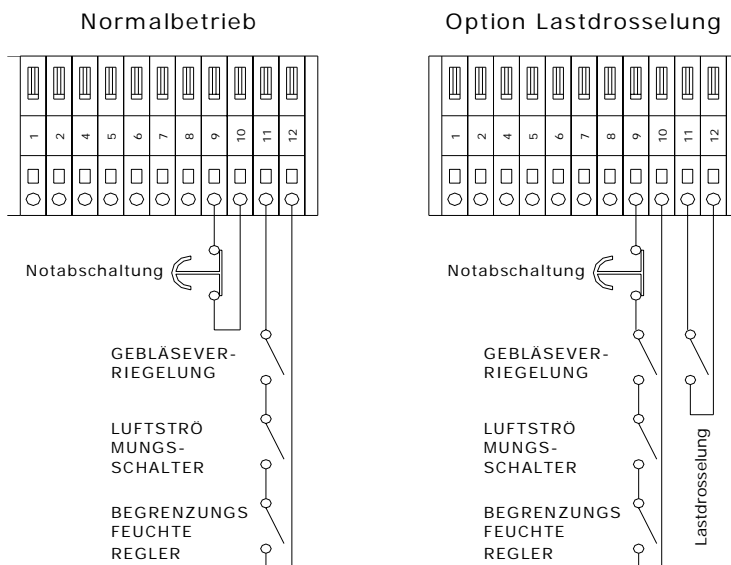 Normalbetrieb
1 2 4 5 6 7 8 9 10 11 12
Notabschaltung
GEBLÄSEVER-
RIEGELUNG
LUFTSTRÖ
MUNGS-
SCHALTER
BEGRENZUNGS
FEUCHTE
REGLER
Option Lastdrosselung
1 2 4 5 6 7 8 9 10 11 12
Notabschaltung
GEBLÄSEVER-
RIEGELUNG
LUFTSTRÖ
MUNGS-
SCHALTER
BEGRENZUNGS
FEUCHTE
REGLER
Lastdrosselung